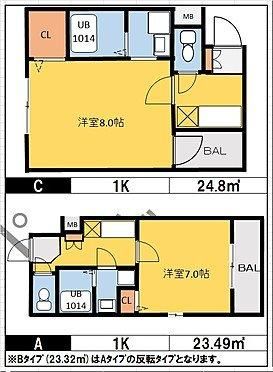 CL
UB
1014
MB
洋室8.0帖
BAL
C 1K 24.8㎡
MB
洋室7.0帖
BAL
UB
1014
CL
A 1K 23.49㎡
※Bタイプ(23.32㎡)はAタイプの反転タイプとなります。